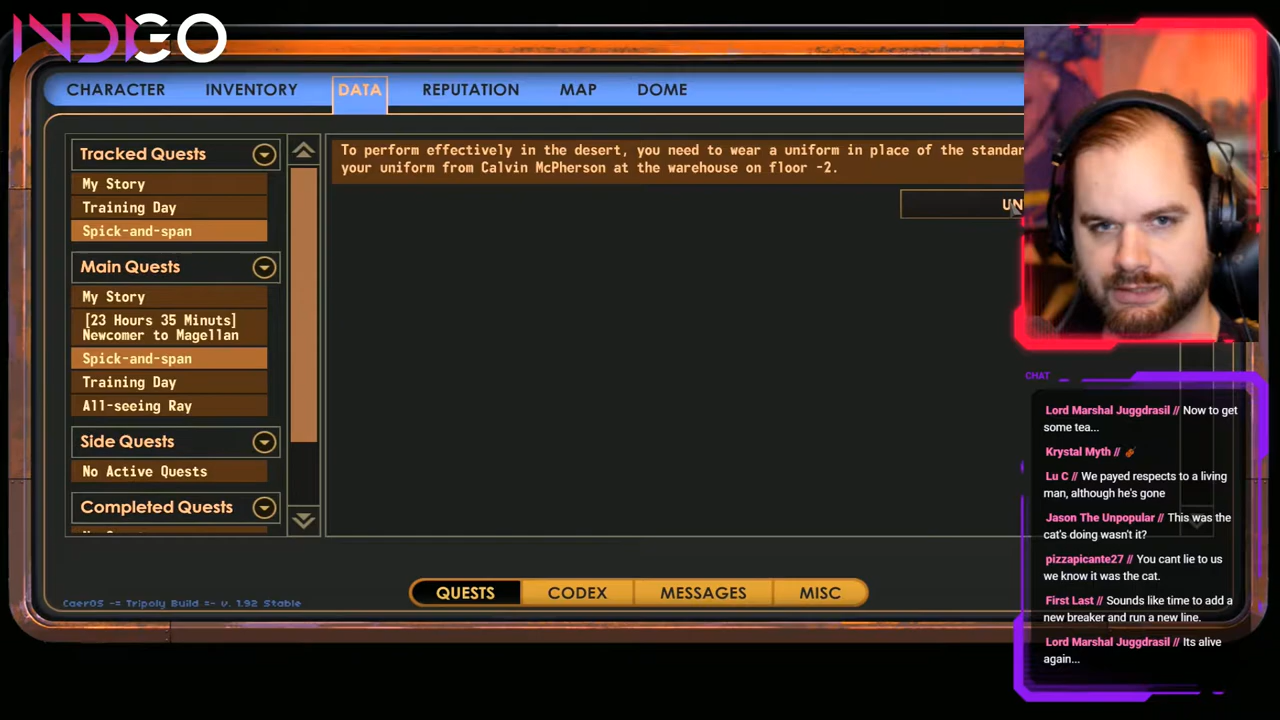 INDIGO
CHARACTER
INVENTORY
DATA
REPUTATION
MAP
DOME
Tracked Quests
My Story
Training Day
Spick-and-span
Main Quests
My Story
[23 Hours 35 Minuts]
Newcomer to Magellan
Spick-and-span
Training Day
All-seeing Ray
Side Quests
No Active Quests
Completed Quests
To perform effectively in the desert, you need to wear a uniform in place of the standar
your uniform from Calvin McPherson at the warehouse on floor -2.
UN
QUESTS
CODEX
MESSAGES
MISC
CaerOS -= Tripoly Build =- v. 1.92 Stable
CHAT
Lord Marshal Juggdrasil // Now to get
some tea...
Krystal Myth //
Lu C // We payed respects to a living
man, although he's gone
Jason The Unpopular // This was the
cat's doing wasn't it?
pizzapicante27 // You cant lie to us
we know it was the cat.
First Last // Sounds like time to add a
new breaker and run a new line.
Lord Marshal Juggdrasil // Its alive
again...